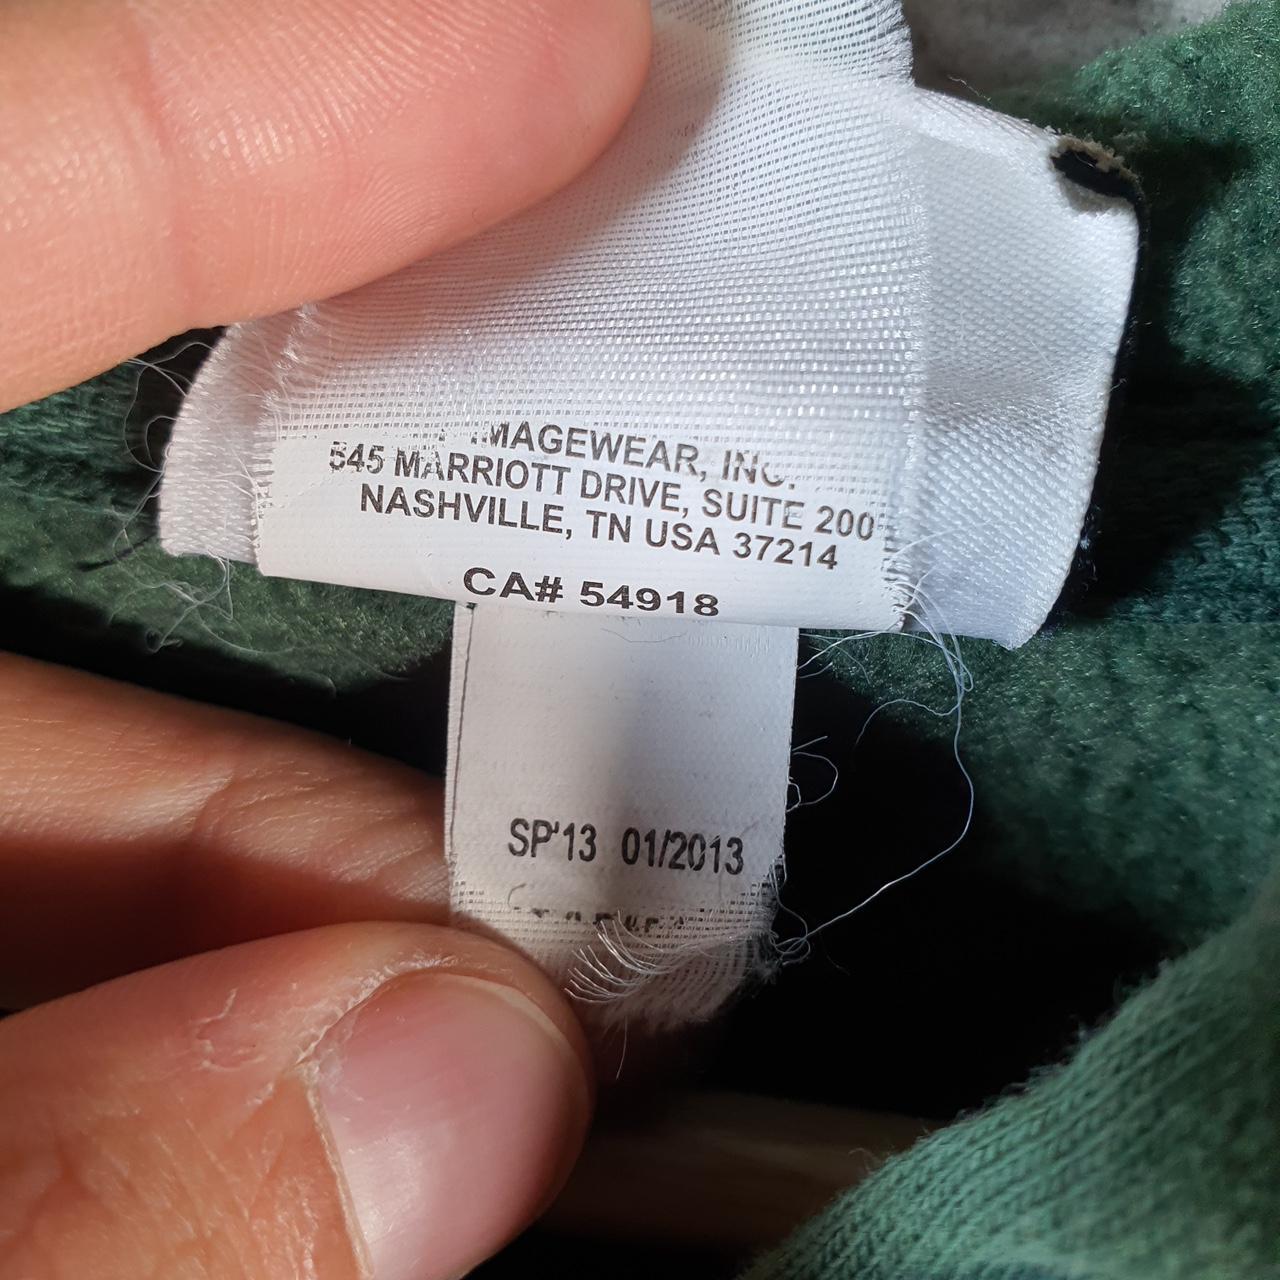 IMAGEWEAR, INC.
545 MARRIOTT DRIVE, SUITE 200
NASHVILLE, TN USA 37214
CA# 54918
SP'13 01/2013